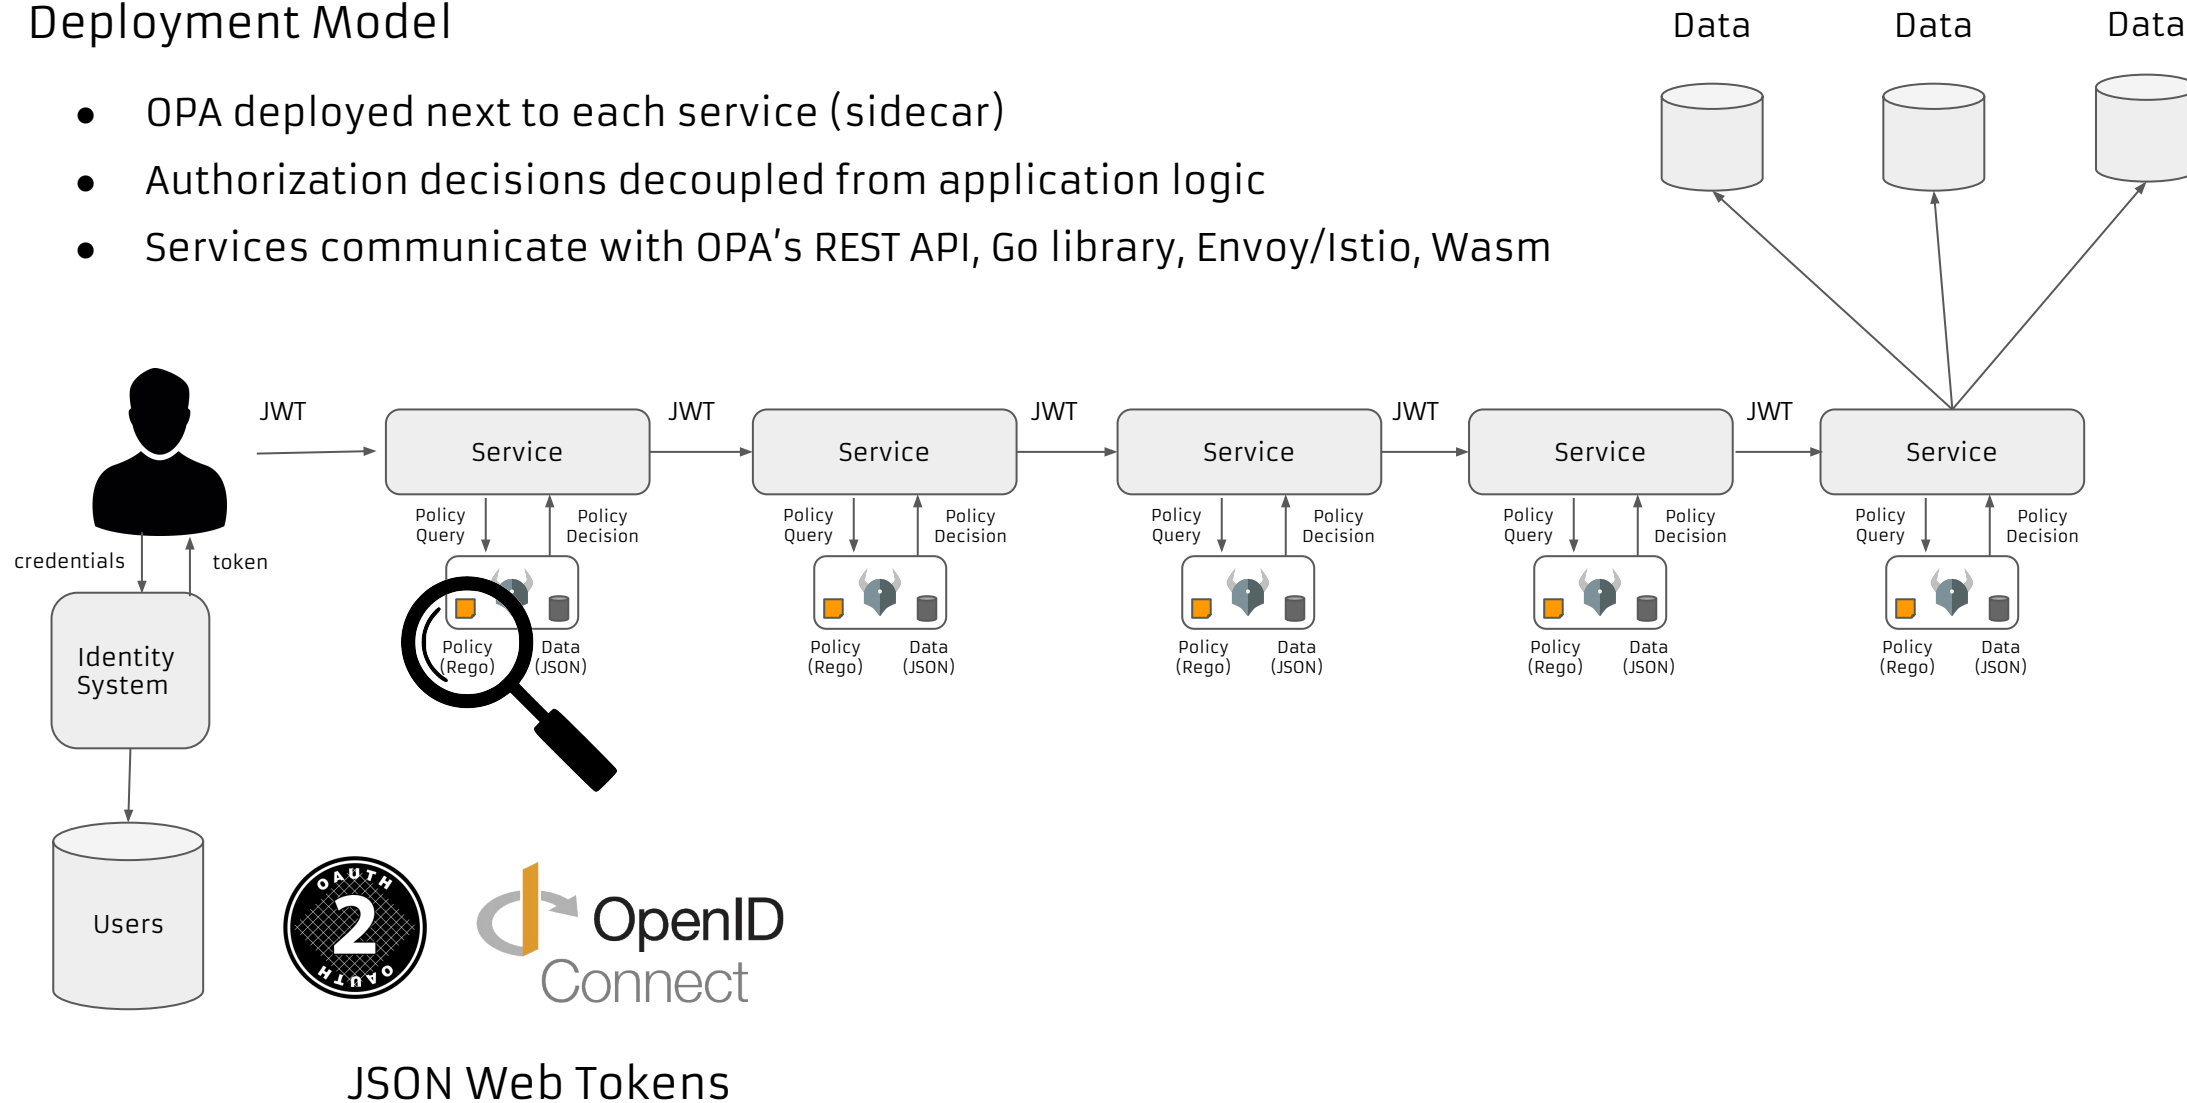 Deployment Model
Data
Data
Data
● OPA deployed next to each service (sidecar)
● Authorization decisions decoupled from application logic
● Services communicate with OPA’s REST API, Go library, Envoy/Istio, Wasm
JWT
Service
JWT
Service
JWT
Service
JWT
Service
JWT
Service
Policy
Query
Policy
Decision
Policy
Query
Policy
Decision
Policy
Query
Policy
Decision
Policy
Query
Policy
Decision
Policy
Query
Policy
Decision
credentials
token
Policy
(Rego)
Data
(JSON)
Policy
(Rego)
Data
(JSON)
Policy
(Rego)
Data
(JSON)
Policy
(Rego)
Data
(JSON)
Policy
(Rego)
Data
(JSON)
Identity
System
Users
OAUTH
2
OAUTH
OpenID
Connect
JSON Web Tokens